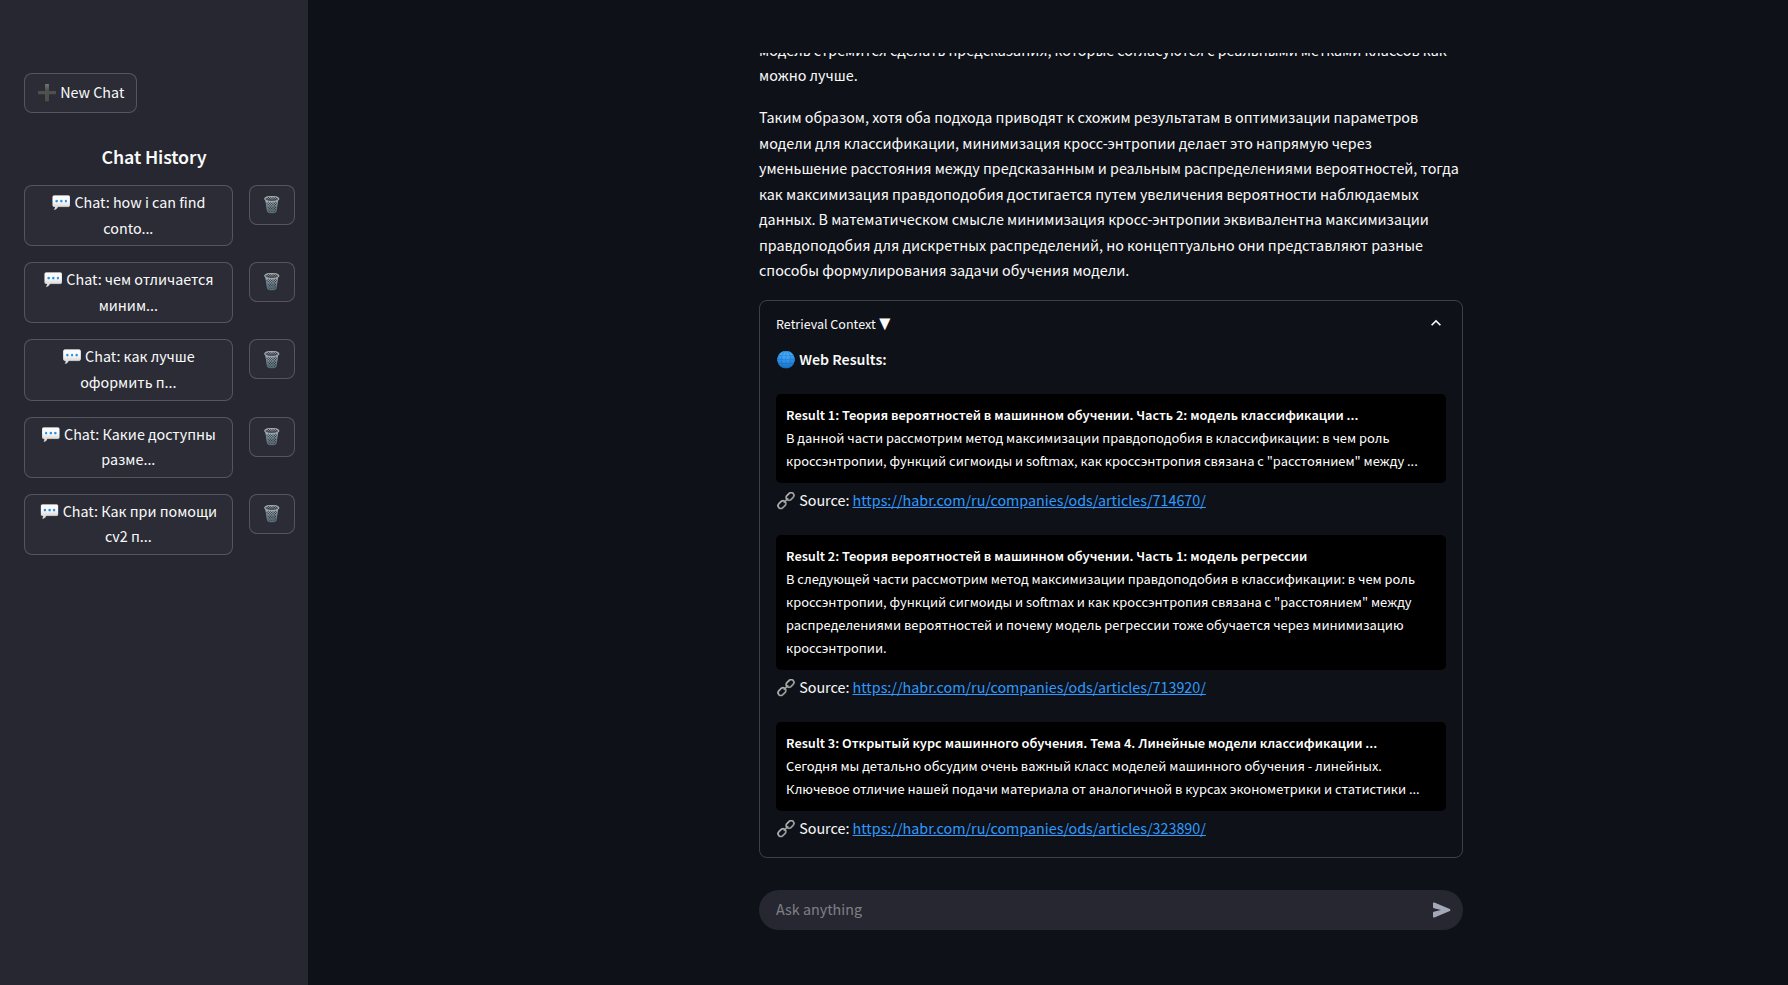 New Chat
Chat History
Chat: how i can find
conto...
Chat: чем отличается
миним...
Chat: как лучше
оформить п...
Chat: Какие доступны
разме...
Chat: Как при помощи
cv2 п...
модель стремится сделать предсказания, которые согласуются с реальными метками классов как
можно лучше.
Таким образом, хотя оба подхода приводят к схожим результатам в оптимизации параметров
модели для классификации, минимизация кросс-энтропии делает это напрямую через
уменьшение расстояния между предсказанным и реальным распределениями вероятностей, тогда
как максимизация правдоподобия достигается путем увеличения вероятности наблюдаемых
данных. В математическом смысле минимизация кросс-энтропии эквивалентна максимизации
правдоподобия для дискретных распределений, но концептуально они представляют разные
способы формулирования задачи обучения модели.
Retrieval Context ▼
Web Results:
Result 1: Теория вероятностей в машинном обучении. Часть 2: модель классификации ...
В данной части рассмотрим метод максимизации правдоподобия в классификации: в чем роль
кроссэнтропии, функций сигмоиды и softmax, как кроссэнтропия связана с "расстоянием" между ...
Source: https://habr.com/ru/companies/ods/articles/714670/
Result 2: Теория вероятностей в машинном обучении. Часть 1: модель регрессии
В следующей части рассмотрим метод максимизации правдоподобия в классификации: в чем роль
кроссэнтропии, функций сигмоиды и softmax и как кроссэнтропия связана с "расстоянием" между
распределениями вероятностей и почему модель регрессии тоже обучается через минимизацию
кроссэнтропии.
Source: https://habr.com/ru/companies/ods/articles/713920/
Result 3: Открытый курс машинного обучения. Тема 4. Линейные модели классификации ...
Сегодня мы детально обсудим очень важный класс моделей машинного обучения - линейных.
Ключевое отличие нашей подачи материала от аналогичной в курсах эконометрики и статистики ...
Source: https://habr.com/ru/companies/ods/articles/323890/
Ask anything